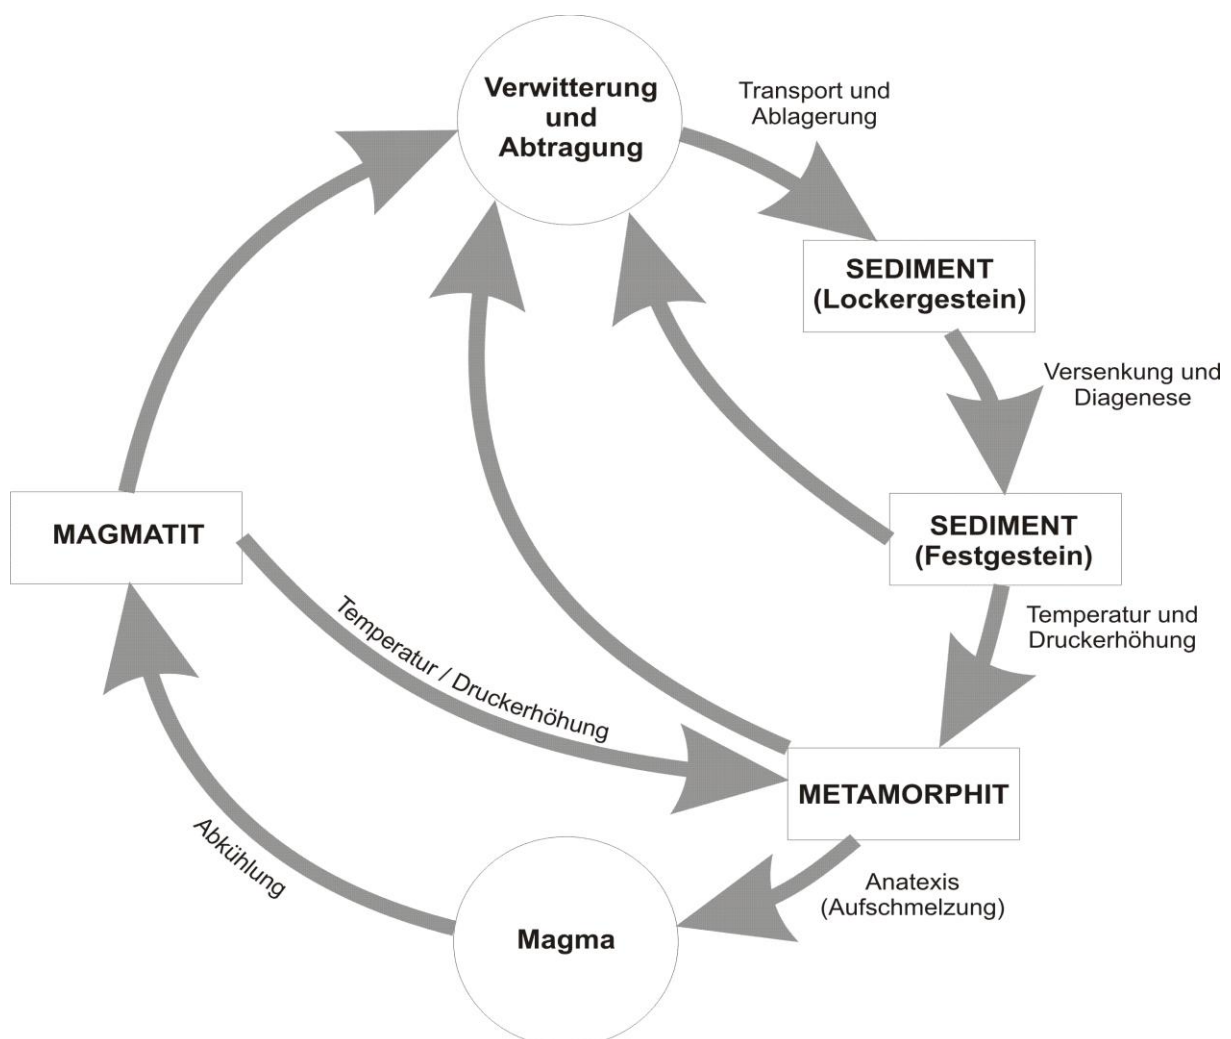 Verwitterung
und
Abtragung
Transport und
Ablagerung
SEDIMENT
(Lockergestein)
Versenkung und
Diagenese
SEDIMENT
(Festgestein)
MAGMATIT
Temperatur und
Druckerhöhung
Temperatur / Druckerhöhung
METAMORPHIT
Abkühlung
Anatexis
(Aufschmelzung)
Magma